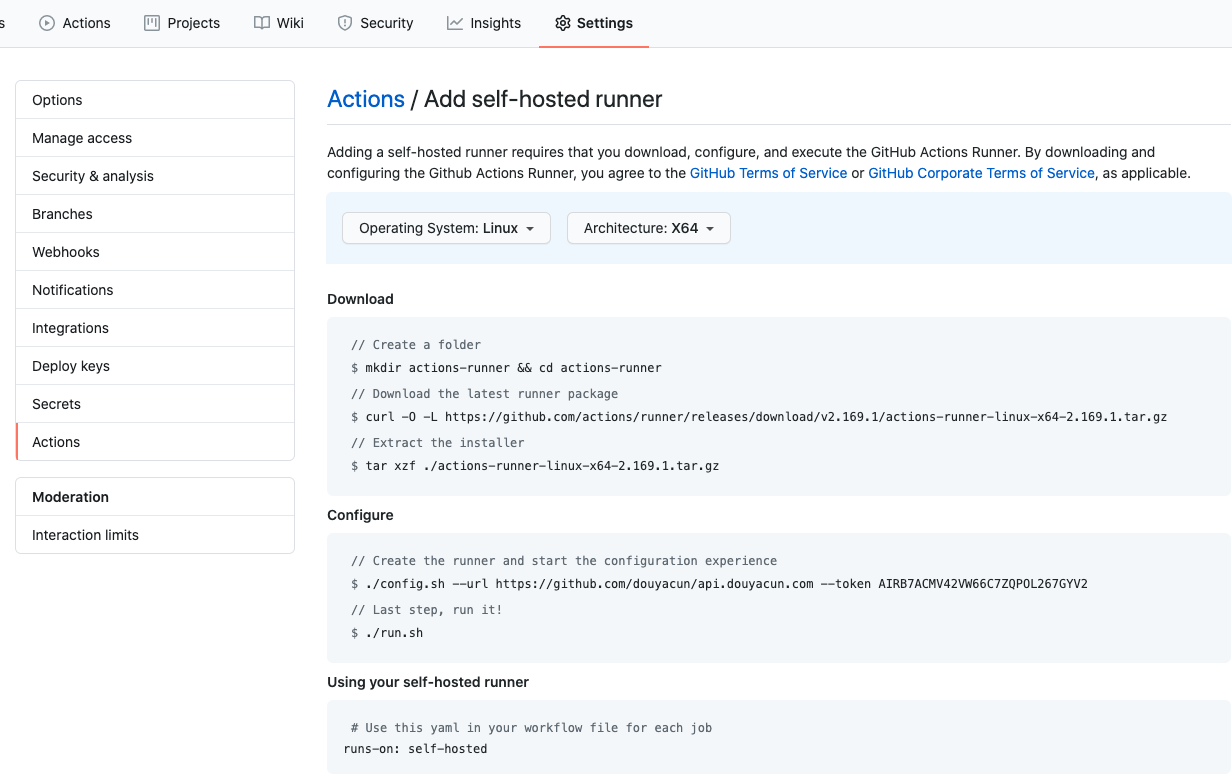 s Actions Projects Wiki Security Insights Settings
Options
Manage access
Security & analysis
Branches
Webhooks
Notifications
Integrations
Deploy keys
Secrets
Actions
Moderation
Interaction limits
Actions / Add self-hosted runner
Adding a self-hosted runner requires that you download, configure, and execute the GitHub Actions Runner. By downloading and
configuring the Github Actions Runner, you agree to the GitHub Terms of Service or GitHub Corporate Terms of Service, as applicable.
Operating System: Linux Architecture: X64
Download
// Create a folder
$ mkdir actions-runner && cd actions-runner
// Download the latest runner package
$ curl -O -L https://github.com/actions/runner/releases/download/v2.169.1/actions-runner-linux-x64-2.169.1.tar.gz
// Extract the installer
$ tar xzf ./actions-runner-linux-x64-2.169.1.tar.gz
Configure
// Create the runner and start the configuration experience
$ ./config.sh --url https://github.com/douyacun/api.douyacun.com --token AIRB7ACMV42VW66C7ZQPOL267GYV2
// Last step, run it!
$ ./run.sh
Using your self-hosted runner
# Use this yaml in your workflow file for each job
runs-on: self-hosted